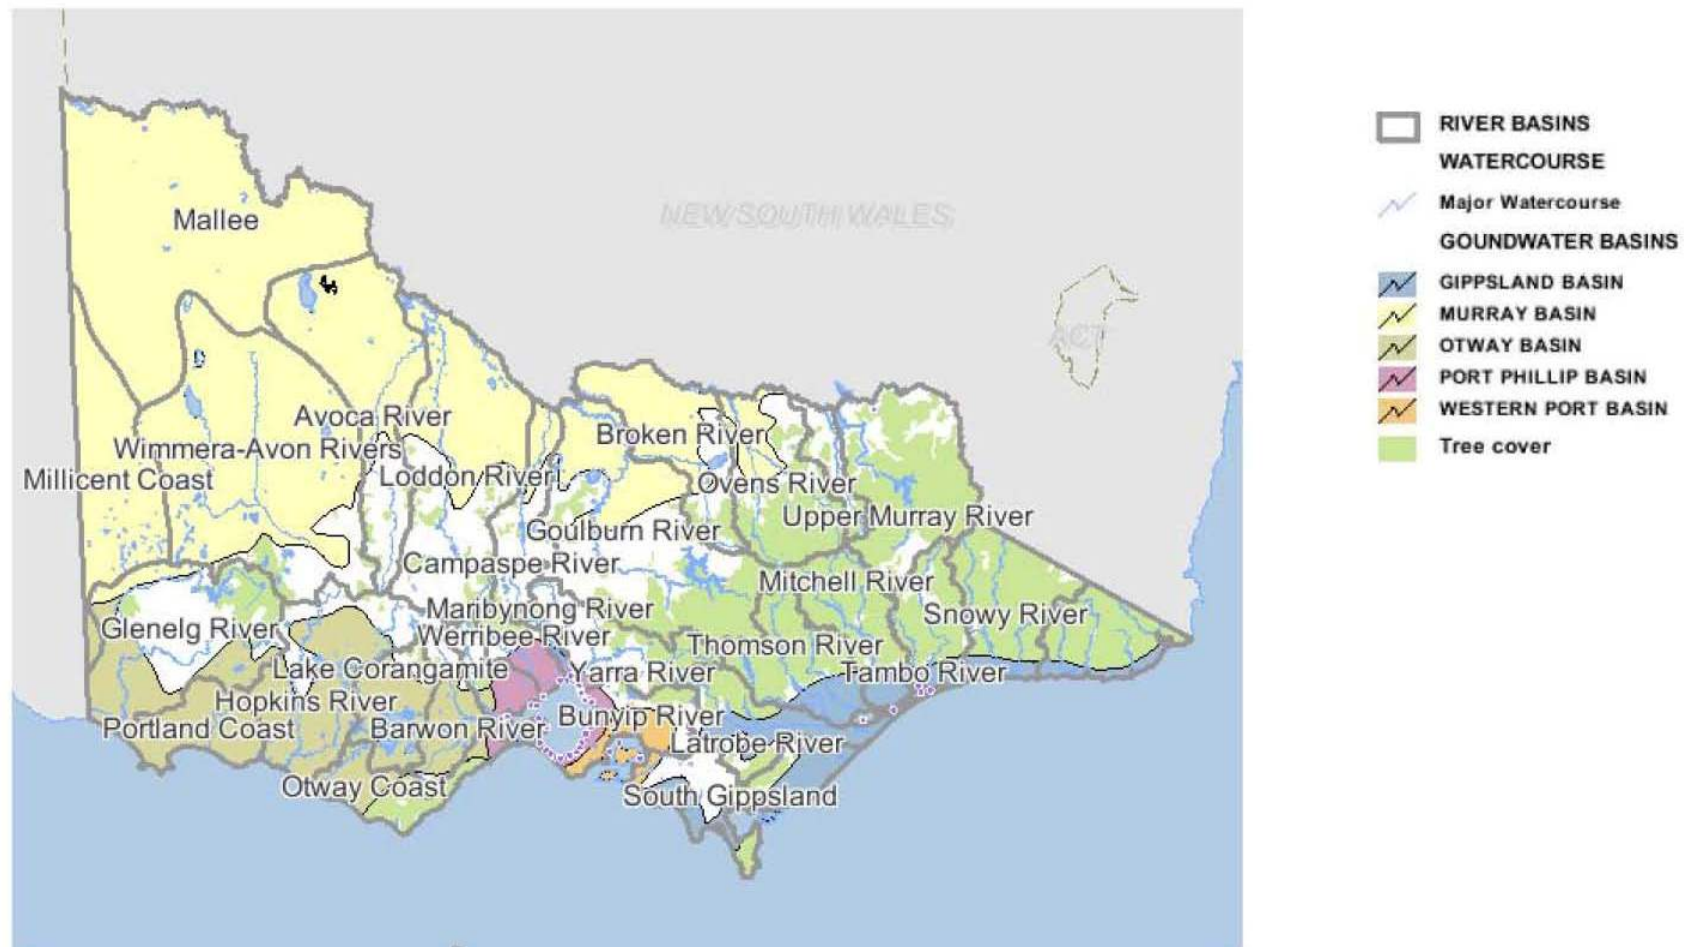 NEW SOUTH WALES
ACT
Mallee
Avoca River
Wimmera-Avon Rivers
Millicent Coast
Loddon River
Broken River
Ovens River
Upper Murray River
Goulburn River
Campaspe River
Mitchell River
Maribynong River
Snowy River
Glenelg River
Werribee River
Thomson River
Lake Corangamite
Yarra River
Tambo River
Hopkins River
Portland Coast
Barwon River
Bunyip River
Latrobe River
Otway Coast
South Gippsland
RIVER BASINS
WATERCOURSE
Major Watercourse
GOUNDWATER BASINS
GIPPSLAND BASIN
MURRAY BASIN
OTWAY BASIN
PORT PHILLIP BASIN
WESTERN PORT BASIN
Tree cover